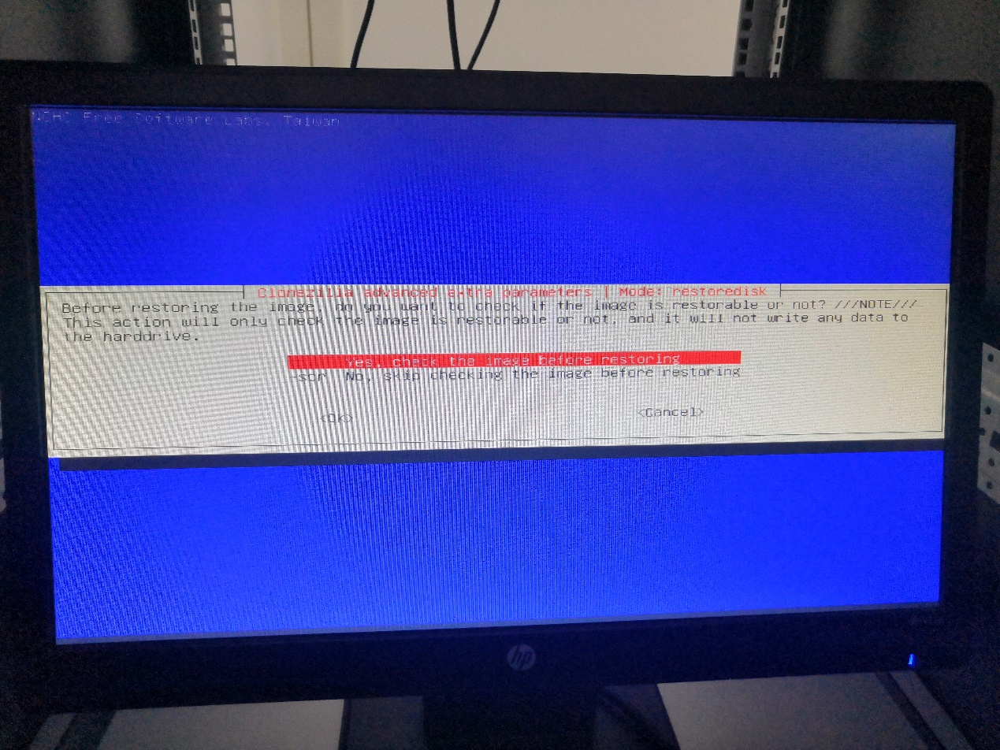 NCHC Free Software Labs, Taiwan
Clonezilla advanced extra parameters | Mode: restoredisk
Before restoring the image, do you want to check if the image is restorable or not? ///NOTE///
This action will only check the image is restorable or not, and it will not write any data to
the harddrive.
Yes, check the image before restoring
-scr No, skip checking the image before restoring
<Ok> <Cancel>
hp